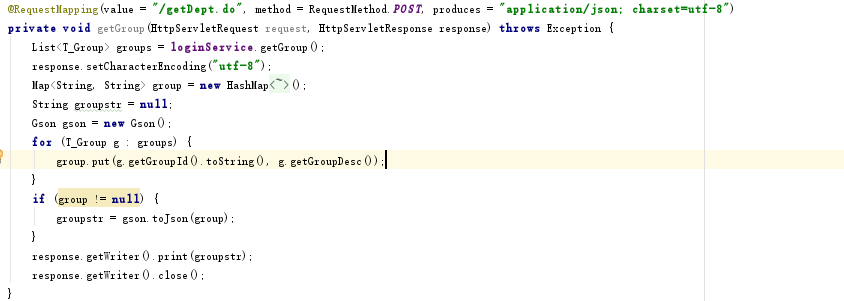 @RequestMapping(value = "/getDept.do", method = RequestMethod.POST, produces = "application/json; charset=utf-8")
private void getGroup(HttpServletRequest request, HttpServletResponse response) throws Exception {
    List<T_Group> groups = loginService.getGroup();
    response.setCharacterEncoding("utf-8");
    Map<String, String> group = new HashMap<~>();
    String groupstr = null;
    Gson gson = new Gson();
    for (T_Group g : groups) {
        group.put(g.getGroupId().toString(), g.getGroupDesc());
    }
    if (group != null) {
        groupstr = gson.toJson(group);
    }
    response.getWriter().print(groupstr);
    response.getWriter().close();
}